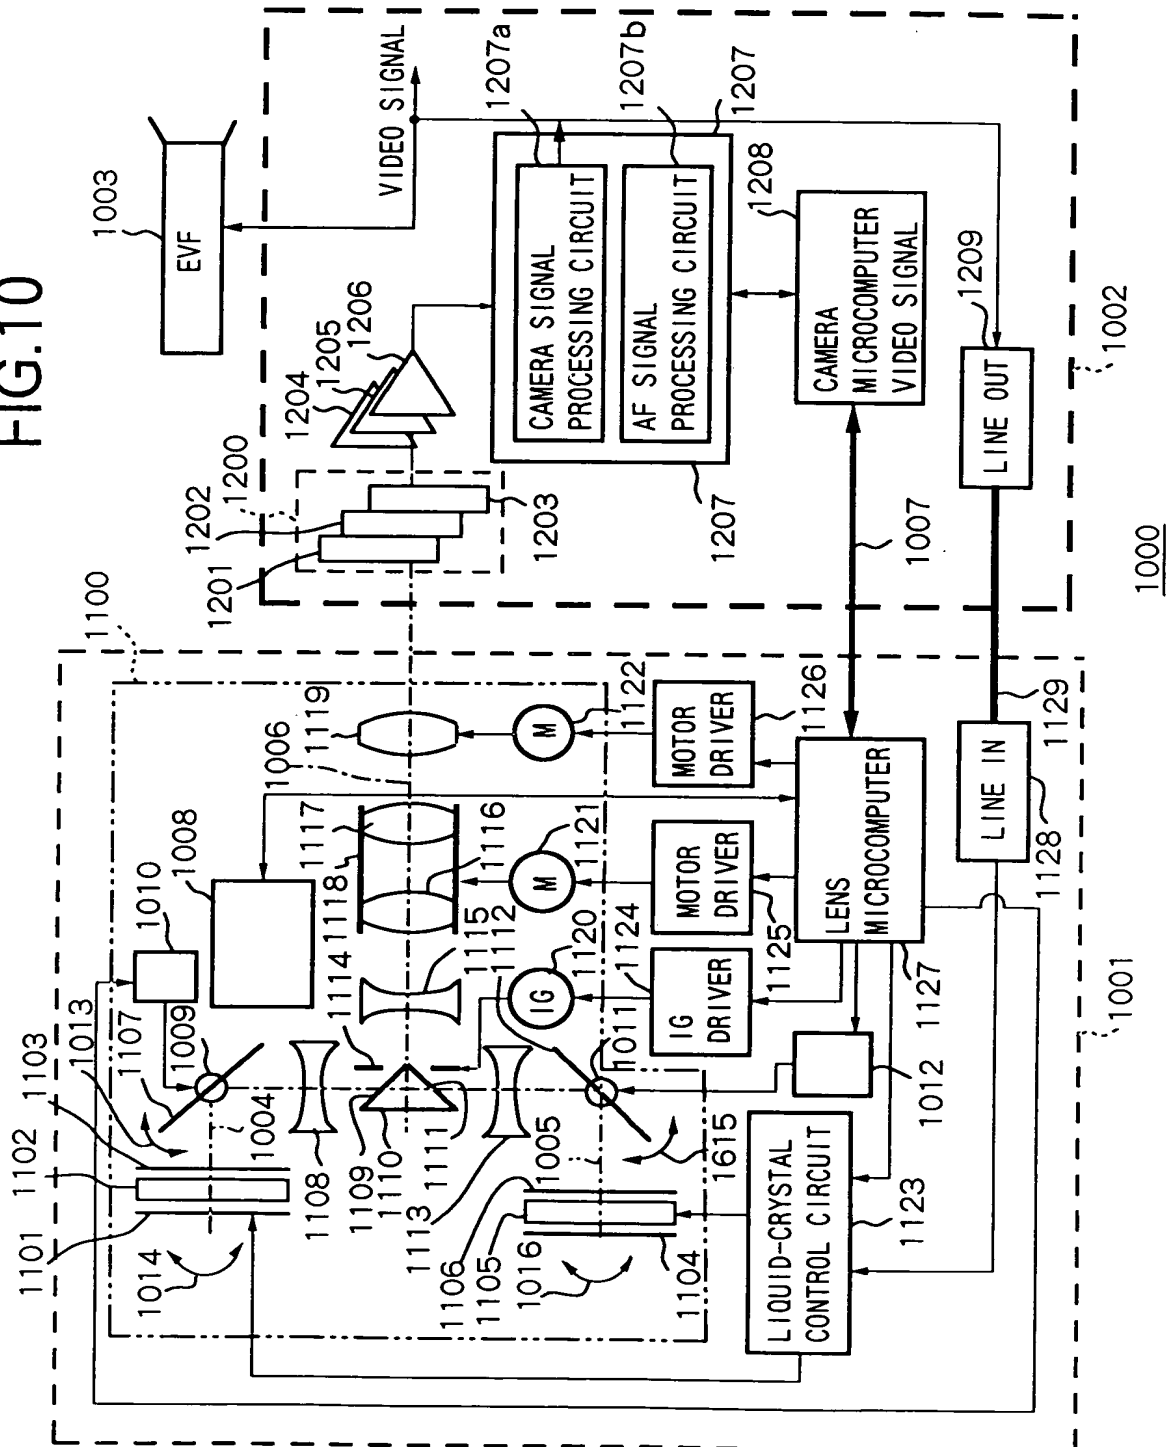 FIG.10
1003
EVF
VIDEO SIGNAL
1207a
1207b
1207
CAMERA SIGNAL
PROCESSING CIRCUIT
AF SIGNAL
PROCESSING CIRCUIT
1207
1208
CAMERA
MICROCOMPUTER
VIDEO SIGNAL
1209
LINE OUT
1002
1204
1205
1206
1200
1202
1201
1203
1007
1000
1100
1119
1006
1122
M
MOTOR
DRIVER
1126
1129
LINE IN
1128
1008
1010
1117
1118
1116
1121
M
MOTOR
DRIVER
1125
LENS
MICROCOMPUTER
1127
1114
1115
1112
1120
IG
1124
IG
DRIVER
1011
1012
1001
1013
1107
1009
1103
1102
1101
1014
1004
1108
1109
1110
1111
1113
1005
1106
1105
1016
1104
1615
LIQUID-CRYSTAL
CONTROL CIRCUIT
1123